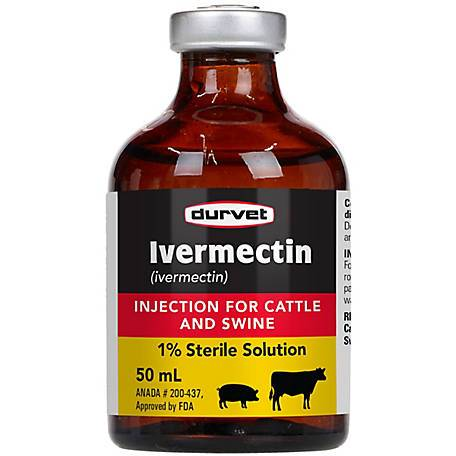 durvet
Ivermectin
(ivermectin)
INJECTION FOR CATTLE
AND SWINE
1% Sterile Solution
50 mL
ANADA # 200-437,
Approved by FDA